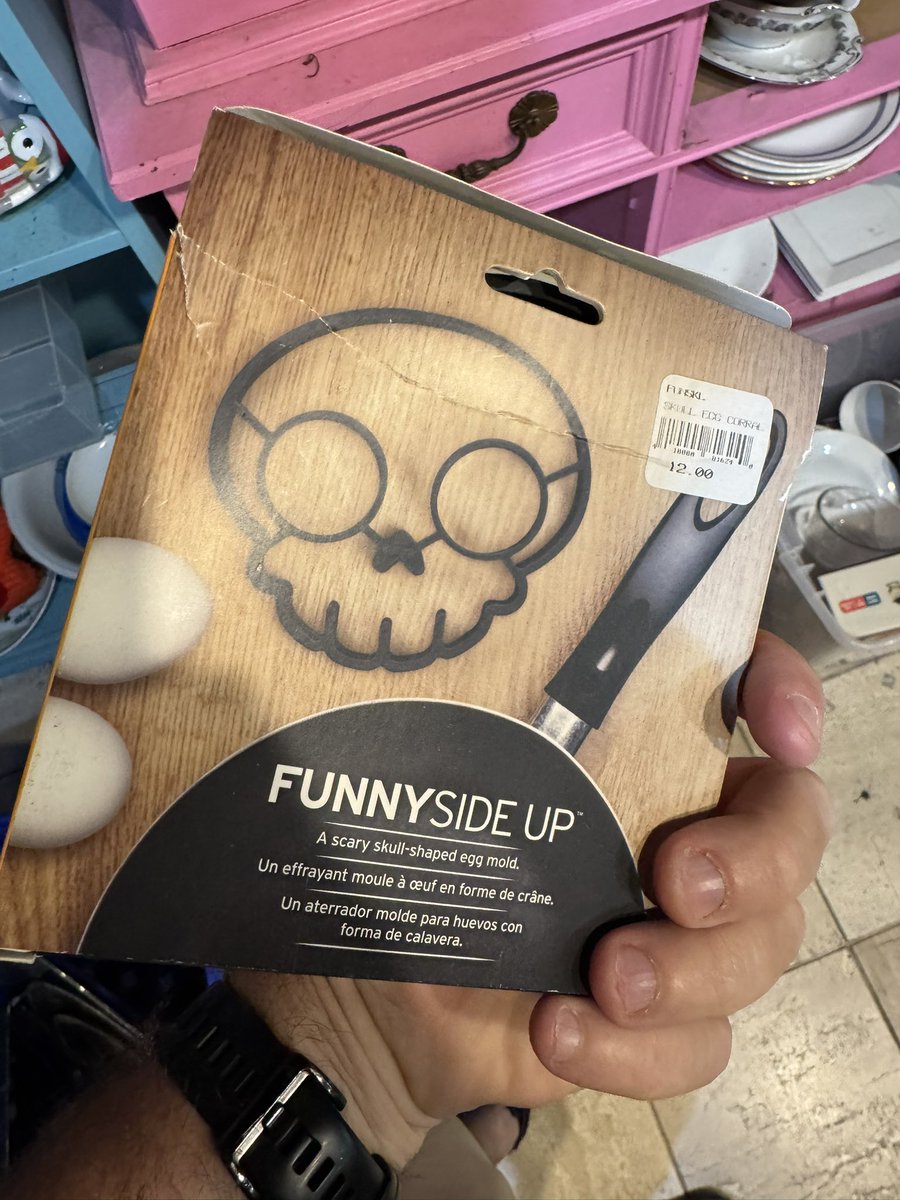 FUNSKL
SKULL EGG CORRAL
12.00
FUNNYSIDE UP™
A scary skull-shaped egg mold.
Un effrayant moule à œuf en forme de crâne.
Un aterrador molde para huevos con
forma de calavera.